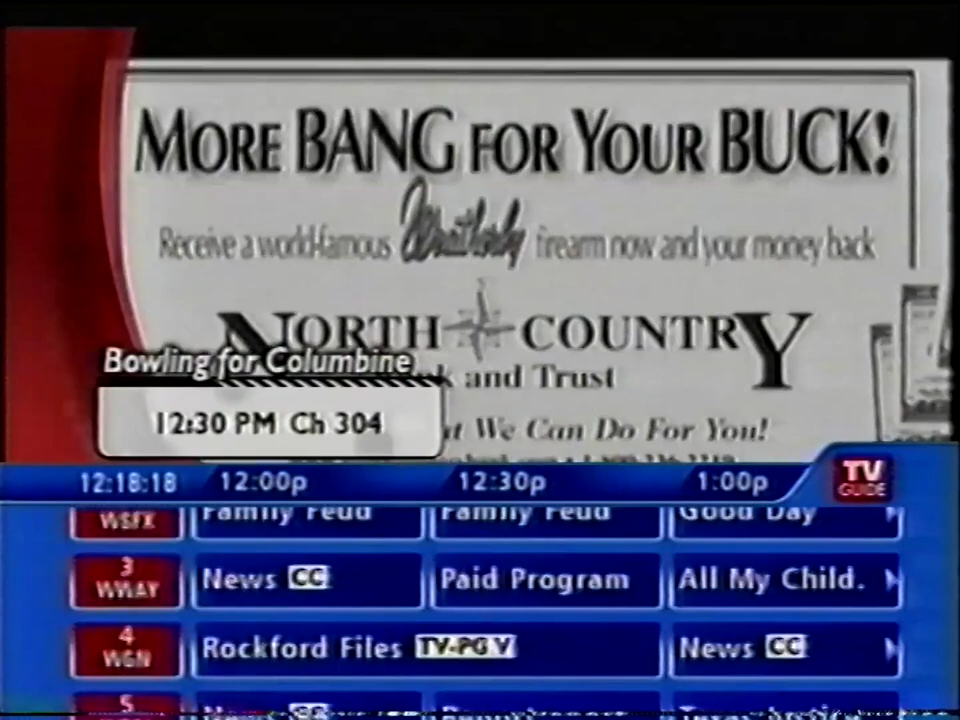 MORE BANG FOR YOUR BUCK!
Receive a world-famous Weatherby firearm now and your money back
NORTH COUNTRY
and Trust
We Can Do For You!
Bowling for Columbine
12:30 PM Ch 304
12:18:18 12:00p 12:30p 1:00p TV GUIDE
WSFX Family Feud Family Feud Good Day
3 WWAY News CC Paid Program All My Child.
4 WGN Rockford Files TV-PG V News CC
5 News